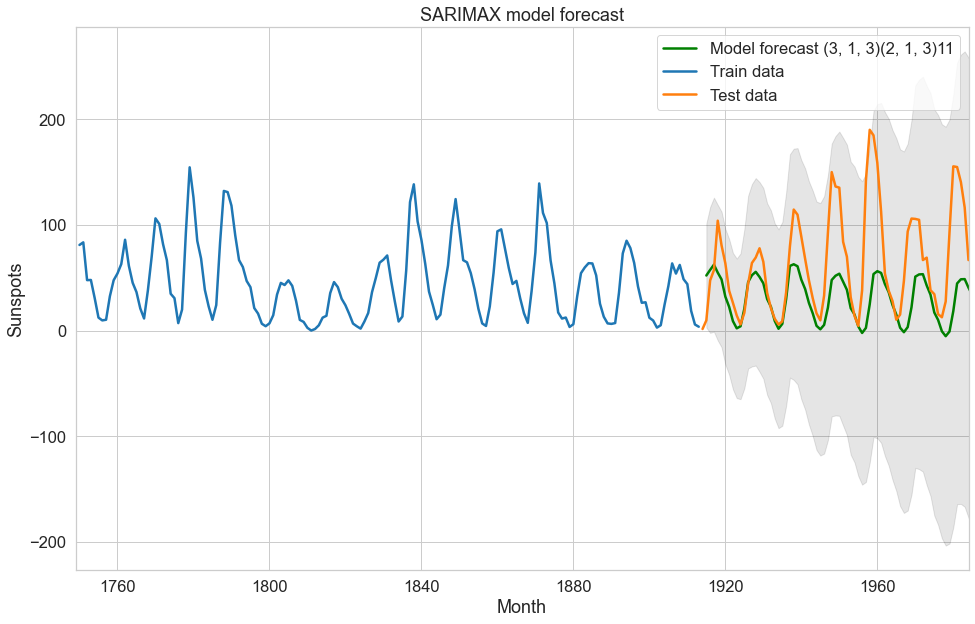 SARIMAX model forecast
Model forecast (3, 1, 3)(2, 1, 3)11
Train data
Test data
Sunspots
200
100
0
−100
−200
1760
1800
1840
1880
1920
1960
Month